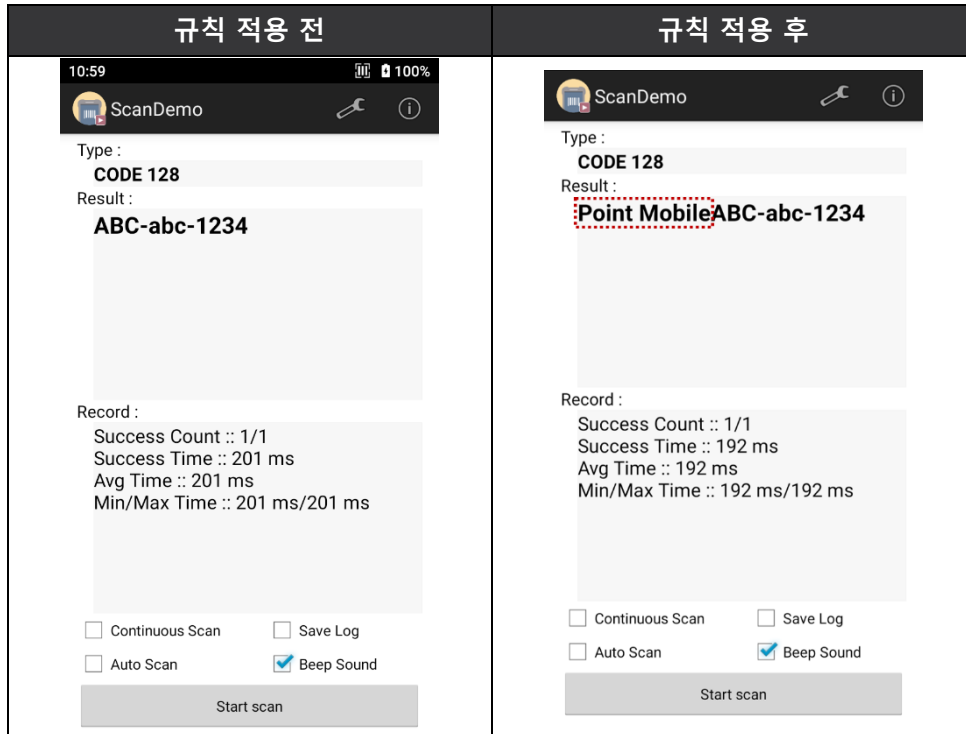 규칙 적용 전
규칙 적용 후
10:59
100%
ScanDemo
Type :
CODE 128
Result :
ABC-abc-1234
Record :
Success Count :: 1/1
Success Time :: 201 ms
Avg Time :: 201 ms
Min/Max Time :: 201 ms/201 ms
Continuous Scan
Save Log
Auto Scan
Beep Sound
Start scan
ScanDemo
Type :
CODE 128
Result :
Point MobileABC-abc-1234
Record :
Success Count :: 1/1
Success Time :: 192 ms
Avg Time :: 192 ms
Min/Max Time :: 192 ms/192 ms
Continuous Scan
Save Log
Auto Scan
Beep Sound
Start scan